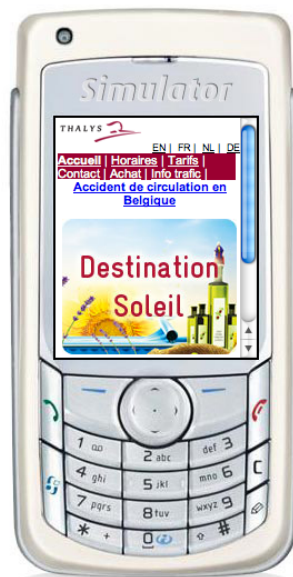 Simulator
THALYS
EN | FR | NL | DE
Accueil | Horaires | Tarifs |
Contact | Achat | Info trafic |
Accident de circulation en
Belgique
Destination
Soleil
1
2 abc
def 3
4 ghi
5 jkl
mno 6
7 pqrs
8 tuv
wxyz 9
* +
0
#